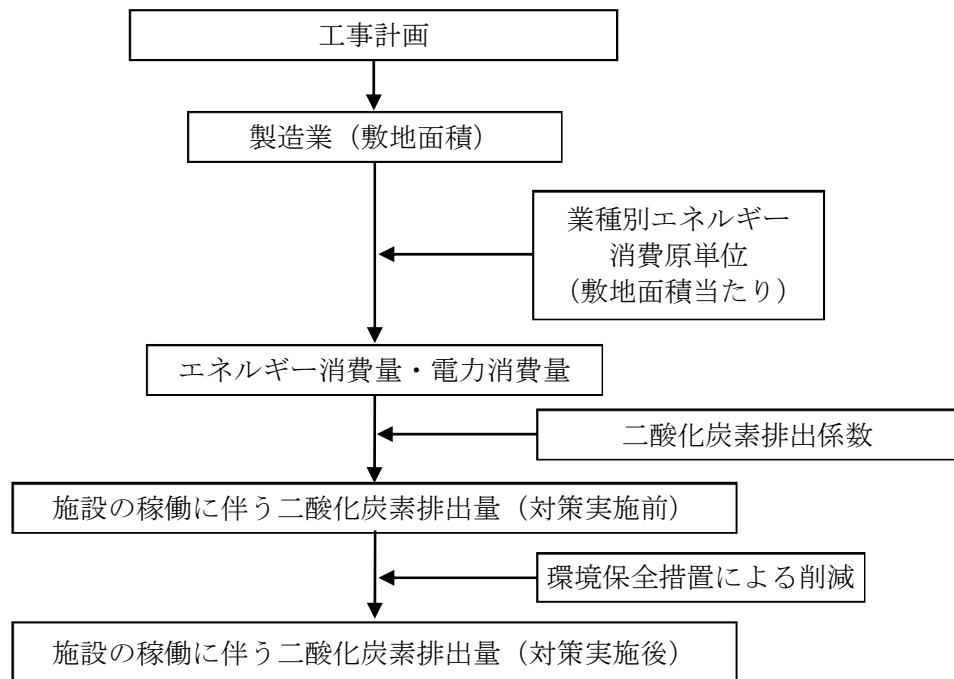 工事計画
製造業（敷地面積）
業種別エネルギー
消費原単位
（敷地面積当たり）
エネルギー消費量・電力消費量
二酸化炭素排出係数
施設の稼働に伴う二酸化炭素排出量（対策実施前）
環境保全措置による削減
施設の稼働に伴う二酸化炭素排出量（対策実施後）